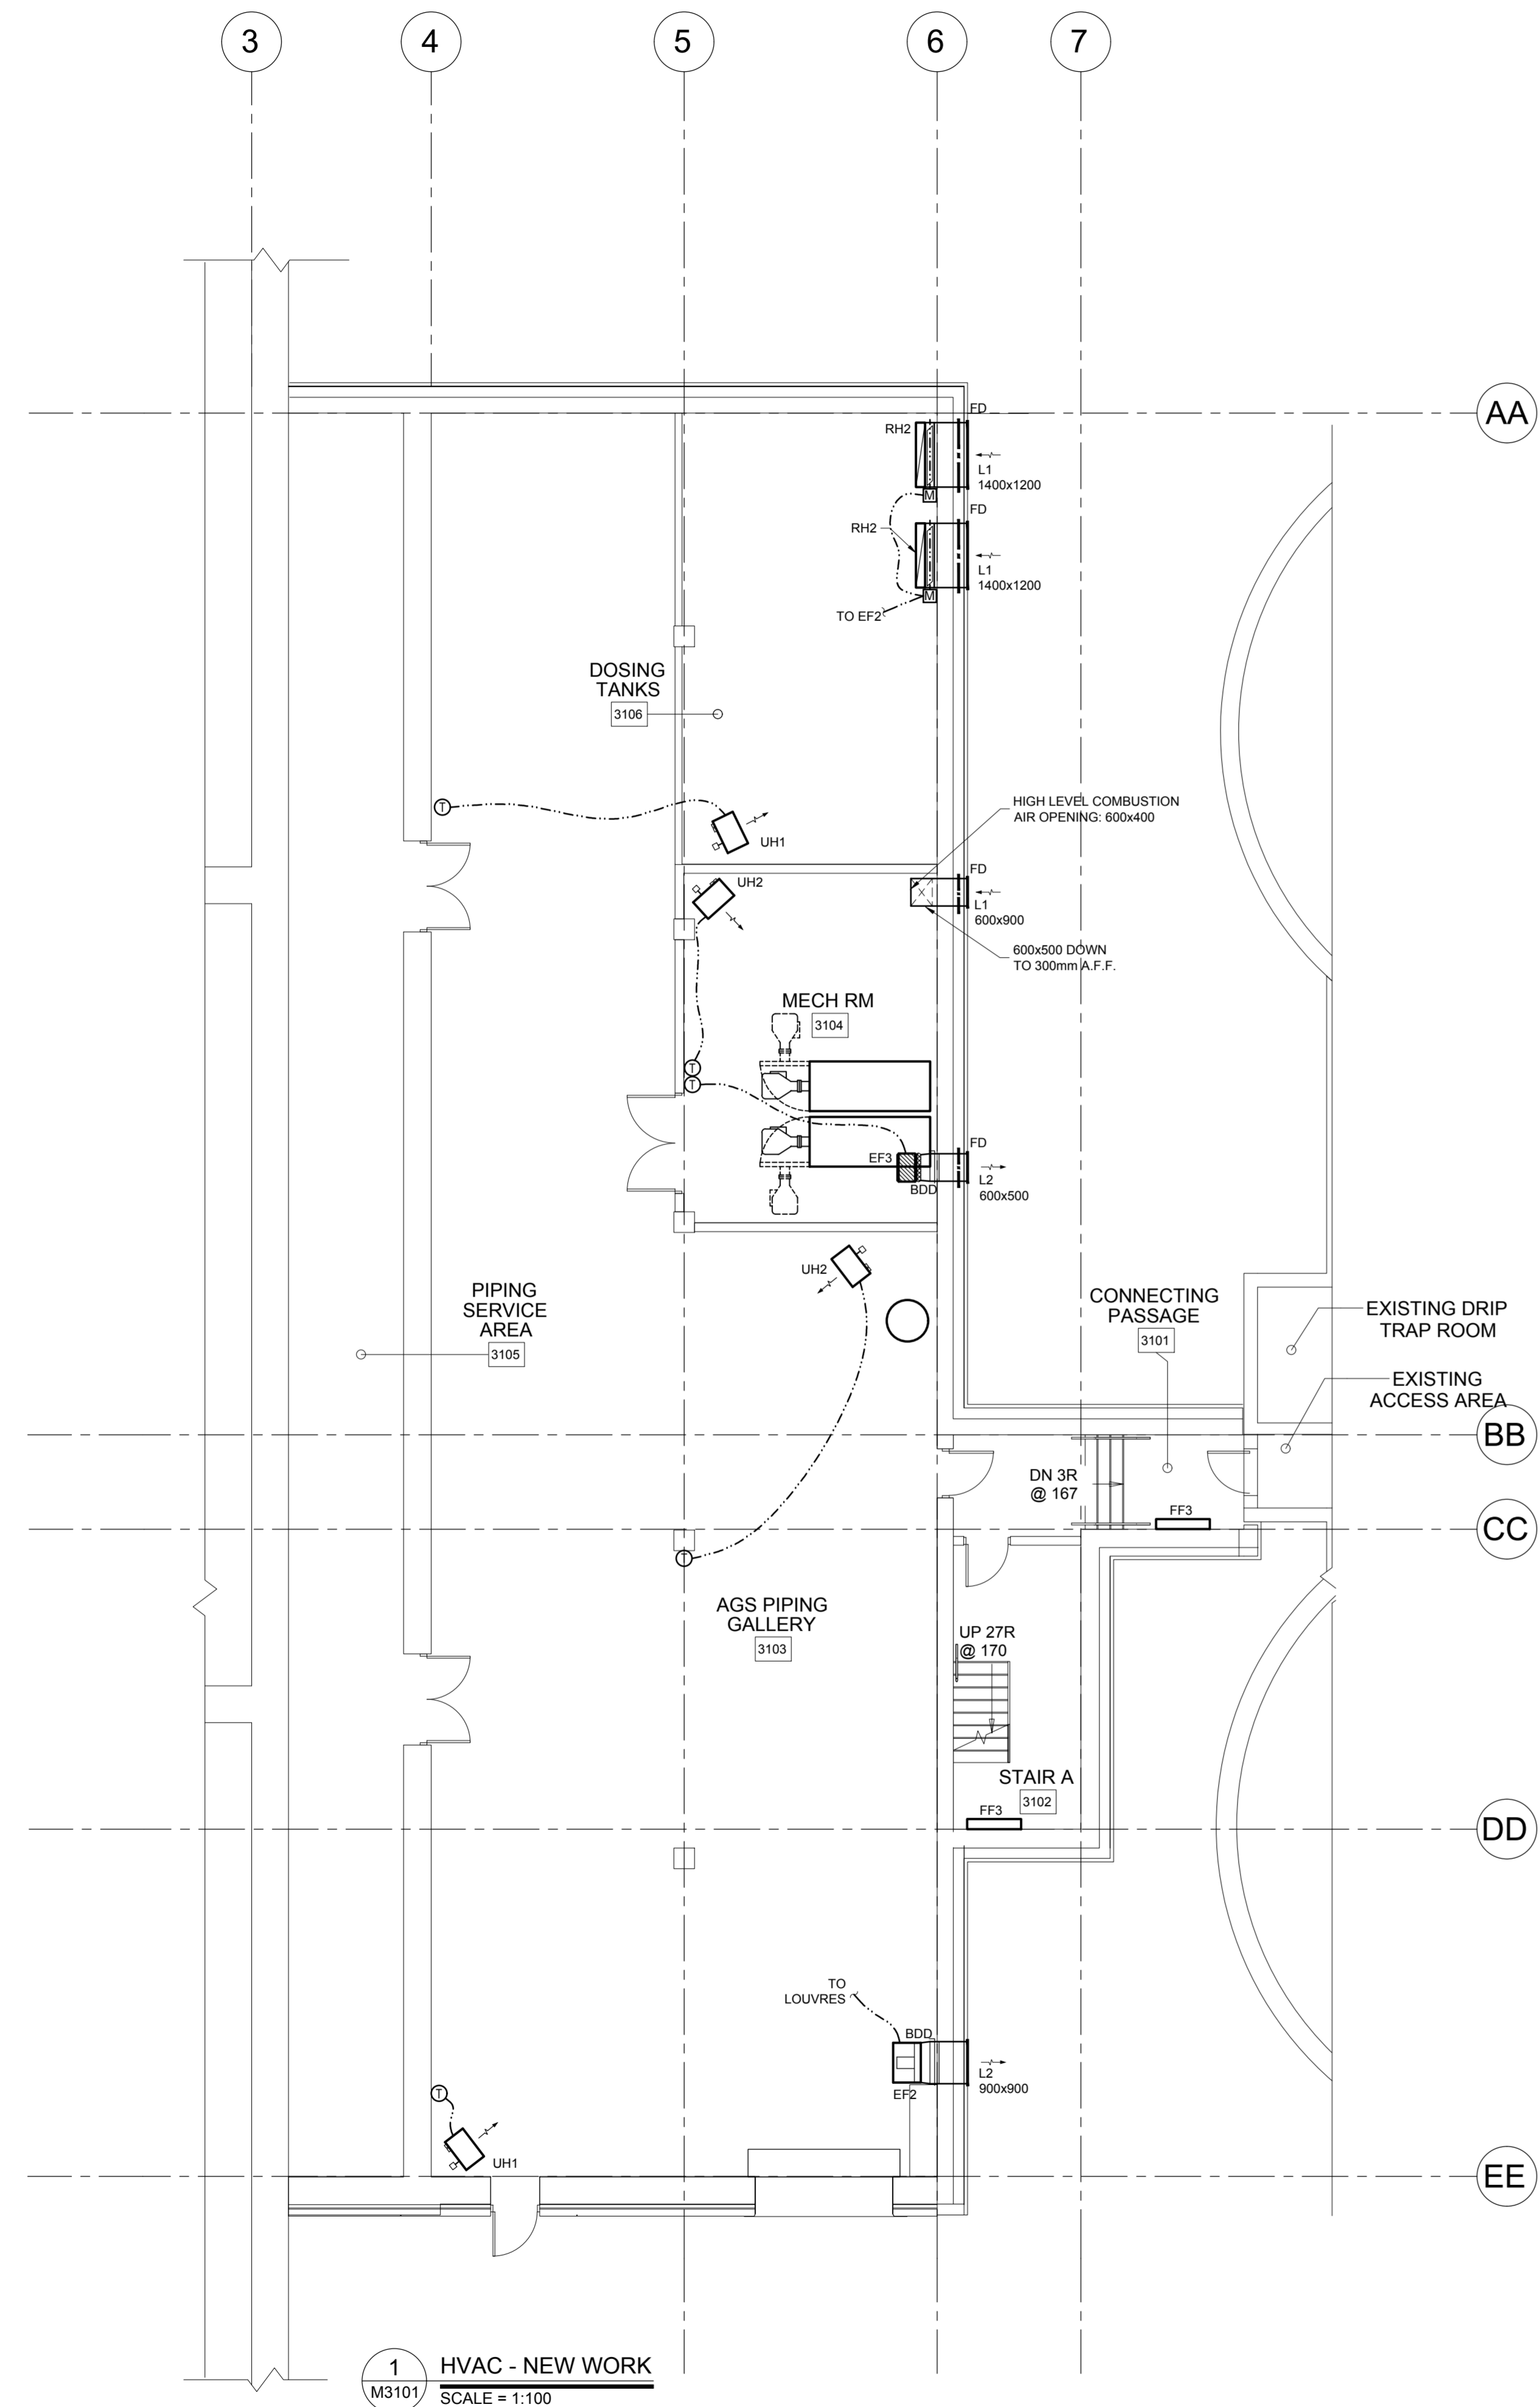 3
4
5
6
7
AA
FD
RH2
L1
1400x1200
M
FD
RH2
L1
1400x1200
M
TO EF2
DOSING
TANKS
3106
T
UH1
HIGH LEVEL COMBUSTION
AIR OPENING: 600x400
UH2
FD
L1
600x900
600x500 DOWN
TO 300mm A.F.F.
MECH RM
3104
T
T
FD
EF3
BDD
L2
600x500
UH2
PIPING
SERVICE
AREA
3105
CONNECTING
PASSAGE
3101
EXISTING DRIP
TRAP ROOM
EXISTING
ACCESS AREA
BB
DN 3R
@ 167
FF3
CC
T
AGS PIPING
GALLERY
3103
UP 27R
@ 170
STAIR A
3102
FF3
DD
TO
LOUVRES
BDD
L2
900x900
EF2
T
UH1
EE
1
M3101
HVAC - NEW WORK
SCALE = 1:100